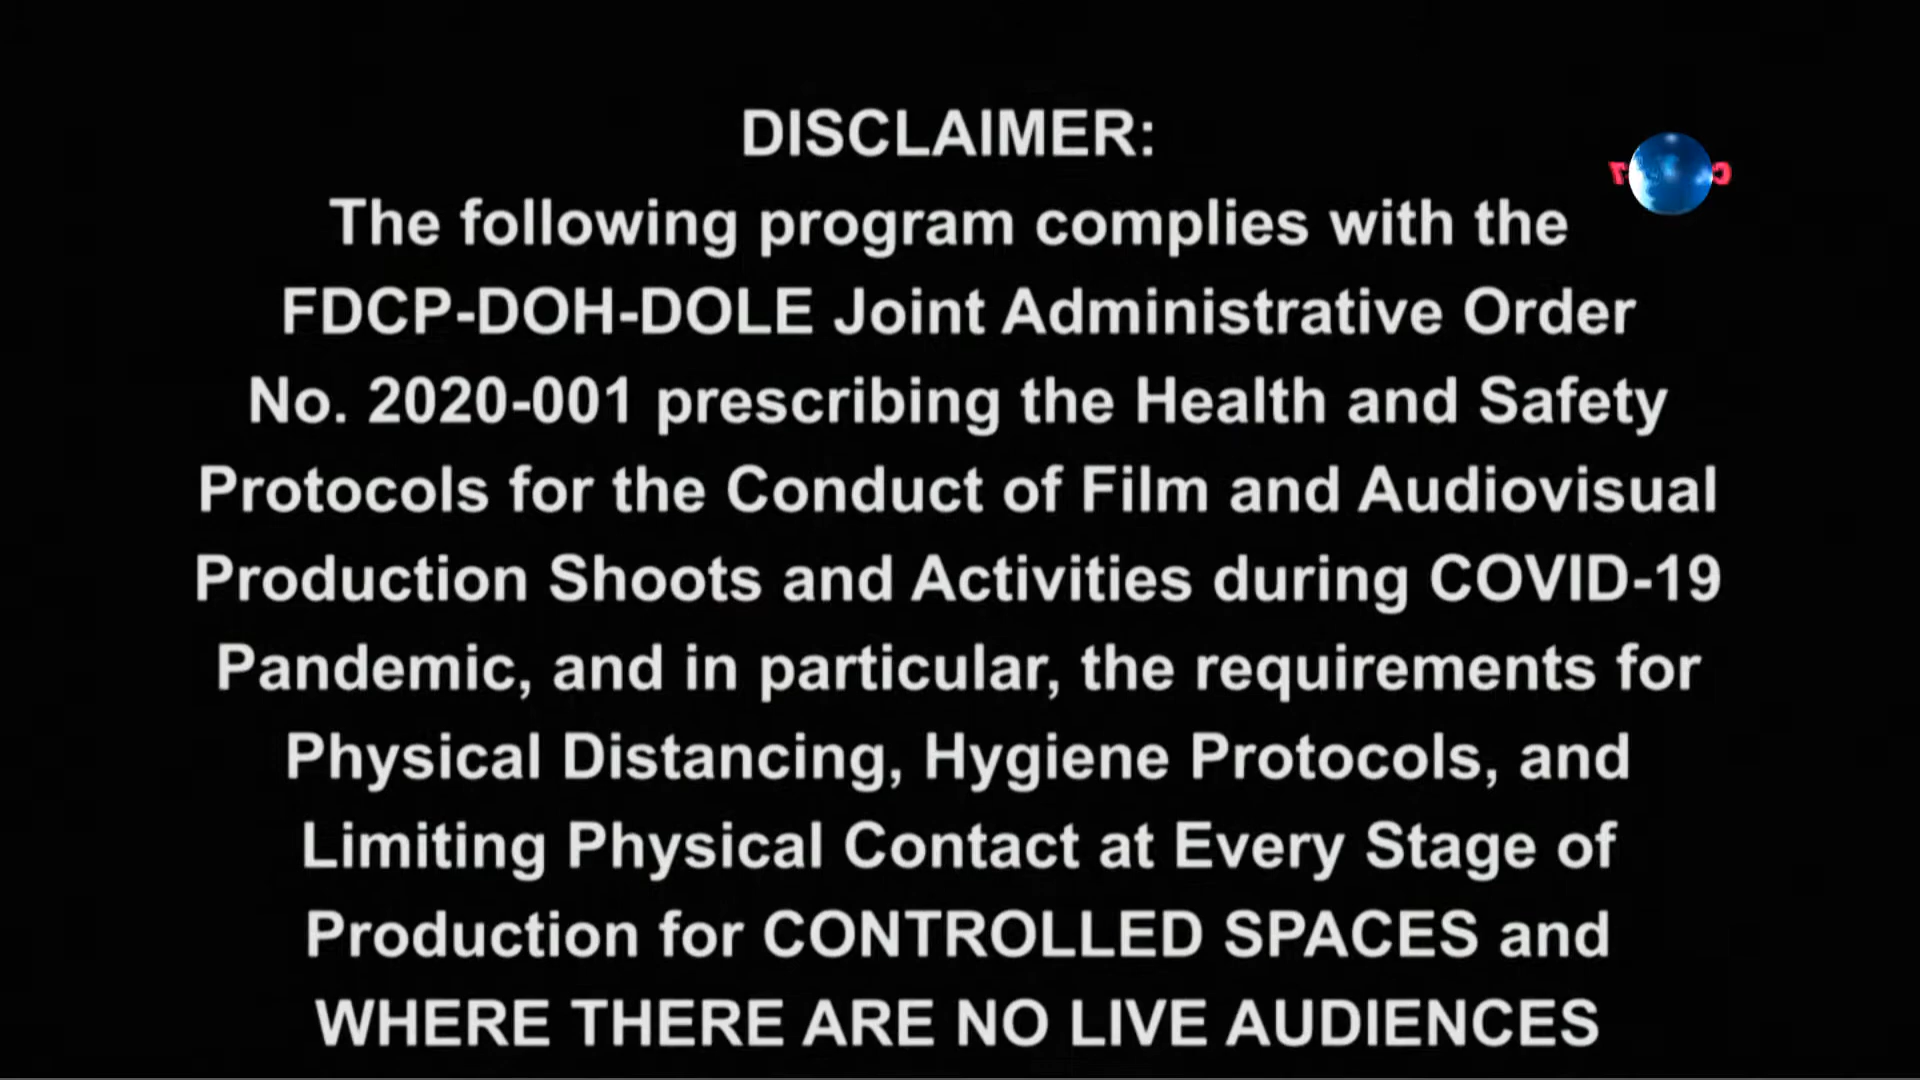 DISCLAIMER:
The following program complies with the
FDCP-DOH-DOLE Joint Administrative Order
No. 2020-001 prescribing the Health and Safety
Protocols for the Conduct of Film and Audiovisual
Production Shoots and Activities during COVID-19
Pandemic, and in particular, the requirements for
Physical Distancing, Hygiene Protocols, and
Limiting Physical Contact at Every Stage of
Production for CONTROLLED SPACES and
WHERE THERE ARE NO LIVE AUDIENCES